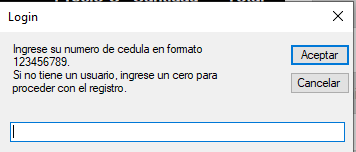 Login
Ingrese su numero de cedula en formato
123456789.
Si no tiene un usuario, ingrese un cero para
proceder con el registro.
Aceptar
Cancelar